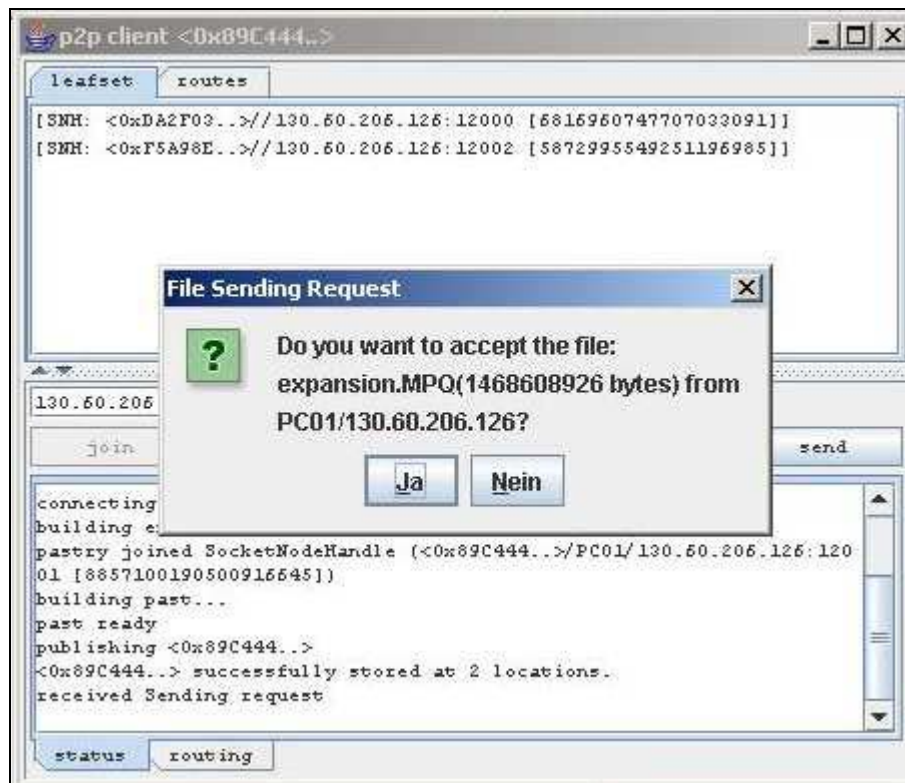 p2p client <0x89C444..>
leafset routes
[SNH: <0xDA2F03..>//130.60.206.126:12000 [6816960747707033091]]
[SNH: <0xF5A98E..>//130.60.206.126:12002 [5872995549251196985]]
File Sending Request
Do you want to accept the file:
expansion.MPQ(1468608926 bytes) from
PC01/130.60.206.126?
Ja Nein
130.60.206
join send
connecting
building e
pastry joined SocketNodeHandle (<0x89C444..>/PC01/130.60.206.126:120
01 [8857100190500916645])
building past...
past ready
publishing <0x89C444..>
<0x89C444..> successfully stored at 2 locations.
received Sending request
status routing